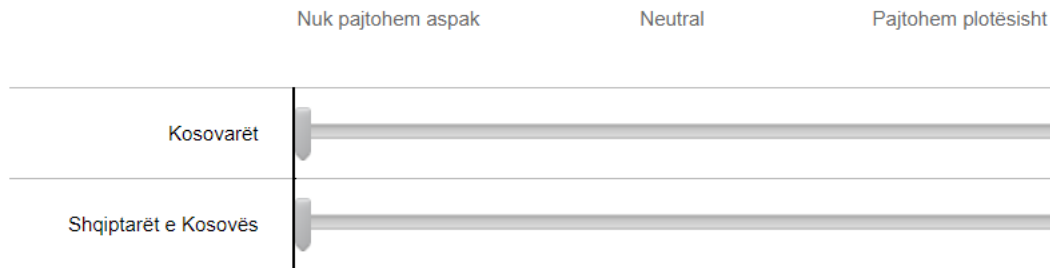 Nuk pajtohem aspak Neutral Pajtohem plotësisht
Kosovarët
Shqiptarët e Kosovës